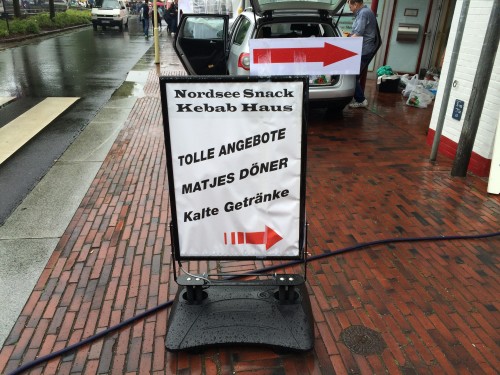 Nordsee Snack
Kebab Haus
TOLLE ANGEBOTE
MATJES DÖNER
Kalte Getränke